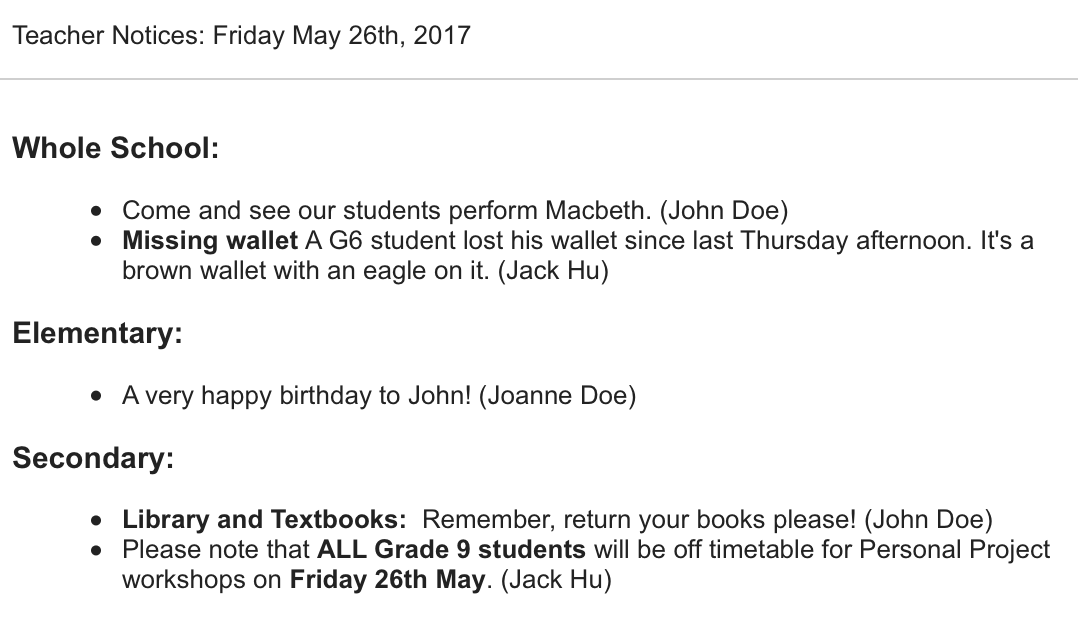 Teacher Notices: Friday May 26th, 2017
Whole School:
• Come and see our students perform Macbeth. (John Doe)
• Missing wallet A G6 student lost his wallet since last Thursday afternoon. It's a
brown wallet with an eagle on it. (Jack Hu)
Elementary:
• A very happy birthday to John! (Joanne Doe)
Secondary:
• Library and Textbooks:  Remember, return your books please! (John Doe)
• Please note that ALL Grade 9 students will be off timetable for Personal Project
workshops on Friday 26th May. (Jack Hu)